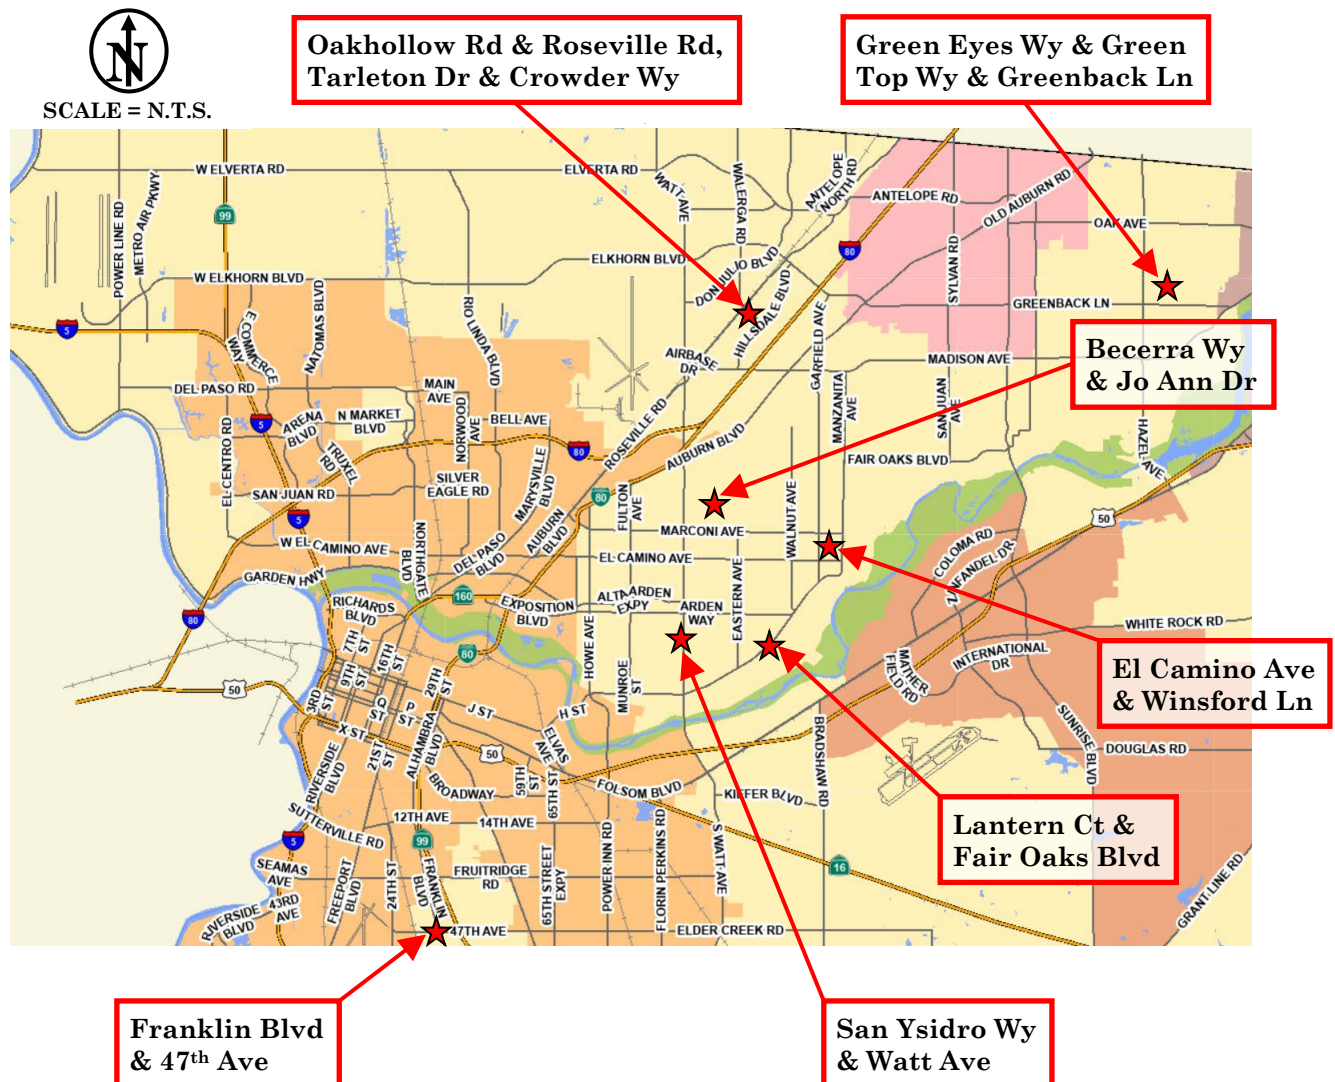 N
SCALE = N.T.S.
Oakhollow Rd & Roseville Rd,
Tarleton Dr & Crowder Wy
Green Eyes Wy & Green
Top Wy & Greenback Ln
W ELVERTA RD
ELVERTA RD
WATT-AVE
WALERGA RD
ANTELOPE
NORTH RD
ANTELOPE RD
OLD AUBURN RD
OAK AVE
POWER LINE RD
METRO AIR PKWY
99
W ELKHORN BLVD
ELKHORN BLVD
DON JULIO BLVD
HILLSDALE BLVD
80
SYLVAN RD
GREENBACK LN
5
E COMMERCE
WAY
NATOMAS BLVD
RIO LINDA BLVD
AIRBASE
DR
GARFIELD AVE
MADISON AVE
Becerra Wy
& Jo Ann Dr
DEL PASO RD
MAIN
AVE
NORWOOD
AVE
BELL AVE
N MARKET
BLVD
ARENA
BLVD
5
EL CENTRO RD
TRUXEL
RD
80
ROSEVILLE RD
AUBURN BLVD
MANZANITA
AVE
SAN JUAN
AVE
HAZEL AVE
FAIR OAKS BLVD
SAN JUAN RD
SILVER
EAGLE RD
MARYSVILLE
BLVD
80
FULTON
AVE
5
W EL CAMINO AVE
NORTHGATE
BLVD
DEL PASO
BLVD
AUBURN
BLVD
MARCONI AVE
WALNUT AVE
50
EL CAMINO AVE
COLOMA RD
ZINFANDEL DR
GARDEN HWY
RICHARDS
BLVD
160
EXPOSITION
BLVD
ALTA ARDEN
EXPY
ARDEN
WAY
EASTERN AVE
WHITE ROCK RD
80
7TH
ST
9TH
ST
16TH
ST
29TH
ST
80
HOWE AVE
MUNROE
ST
INTERNATIONAL
DR
MATHER
FIELD RD
El Camino Ave
& Winsford Ln
50
3RD
ST
Q
ST
P
ST
X ST
21ST
ST
ALHAMBRA
BLVD
J ST
H ST
ELVAS
AVE
50
BRADSHAW RD
SUNRISE BLVD
DOUGLAS RD
RIVERSIDE
BLVD
BROADWAY
59TH
ST
65TH ST
FOLSOM BLVD
KIEFER BLVD
SUTTERVILLE RD
12TH AVE
14TH AVE
5
99
POWER INN RD
FLORIN PERKINS RD
S WATT-AVE
Lantern Ct &
Fair Oaks Blvd
16
SEAMAS
AVE
FREEPORT
BLVD
24TH ST
FRANKLIN
BLVD
FRUITRIDGE
RD
65TH STREET
EXPY
GRANT LINE RD
RIVERSIDE
BLVD
43RD
AVE
47TH AVE
ELDER CREEK RD
Franklin Blvd
& 47th Ave
San Ysidro Wy
& Watt Ave